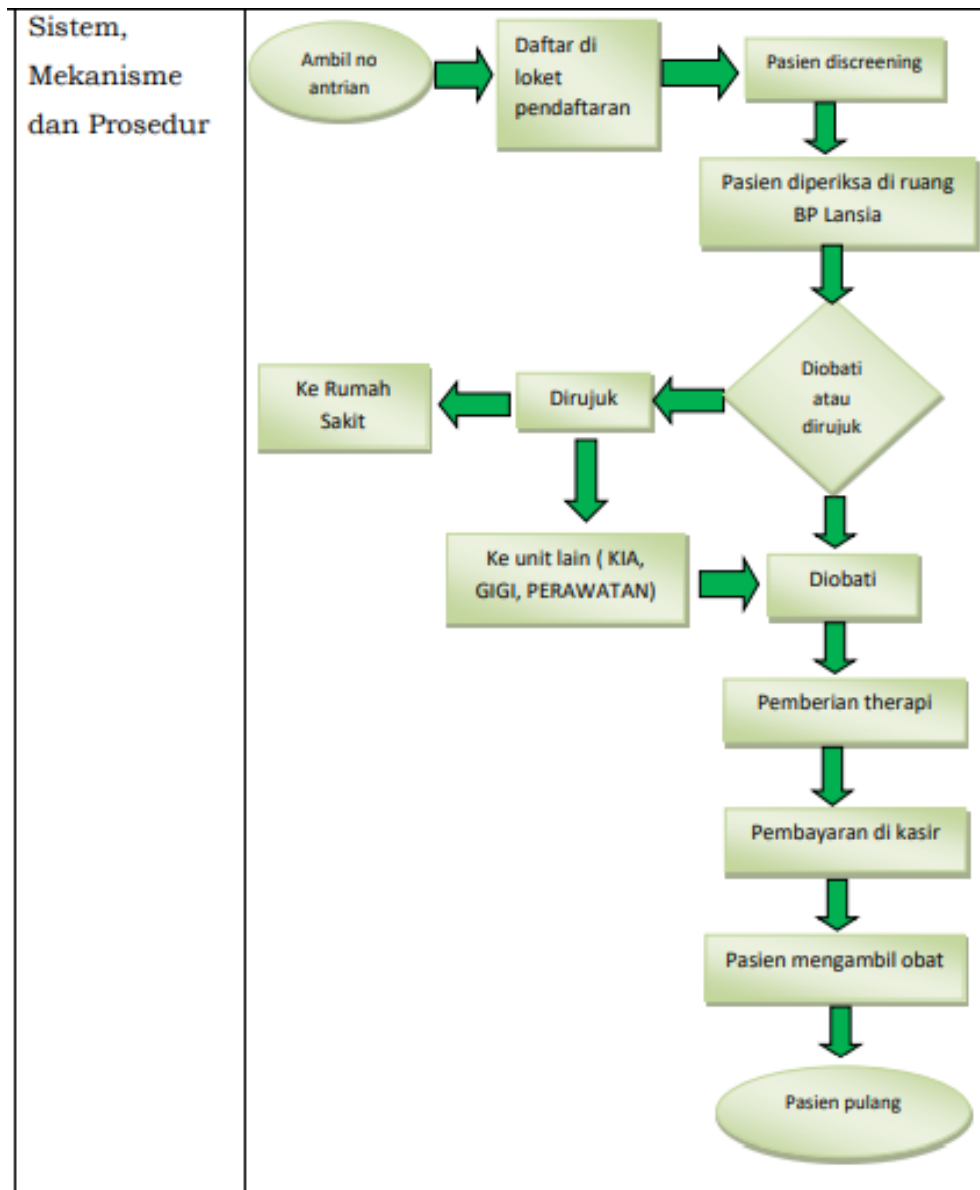 Sistem,
Mekanisme
dan Prosedur
Ambil no
antrian
Daftar di
loket
pendaftaran
Pasien discreening
Pasien diperiksa di ruang
BP Lansia
Diobati
atau
dirujuk
Dirujuk
Ke Rumah
Sakit
Ke unit lain ( KIA,
GIGI, PERAWATAN)
Diobati
Pemberian therapi
Pembayaran di kasir
Pasien mengambil obat
Pasien pulang